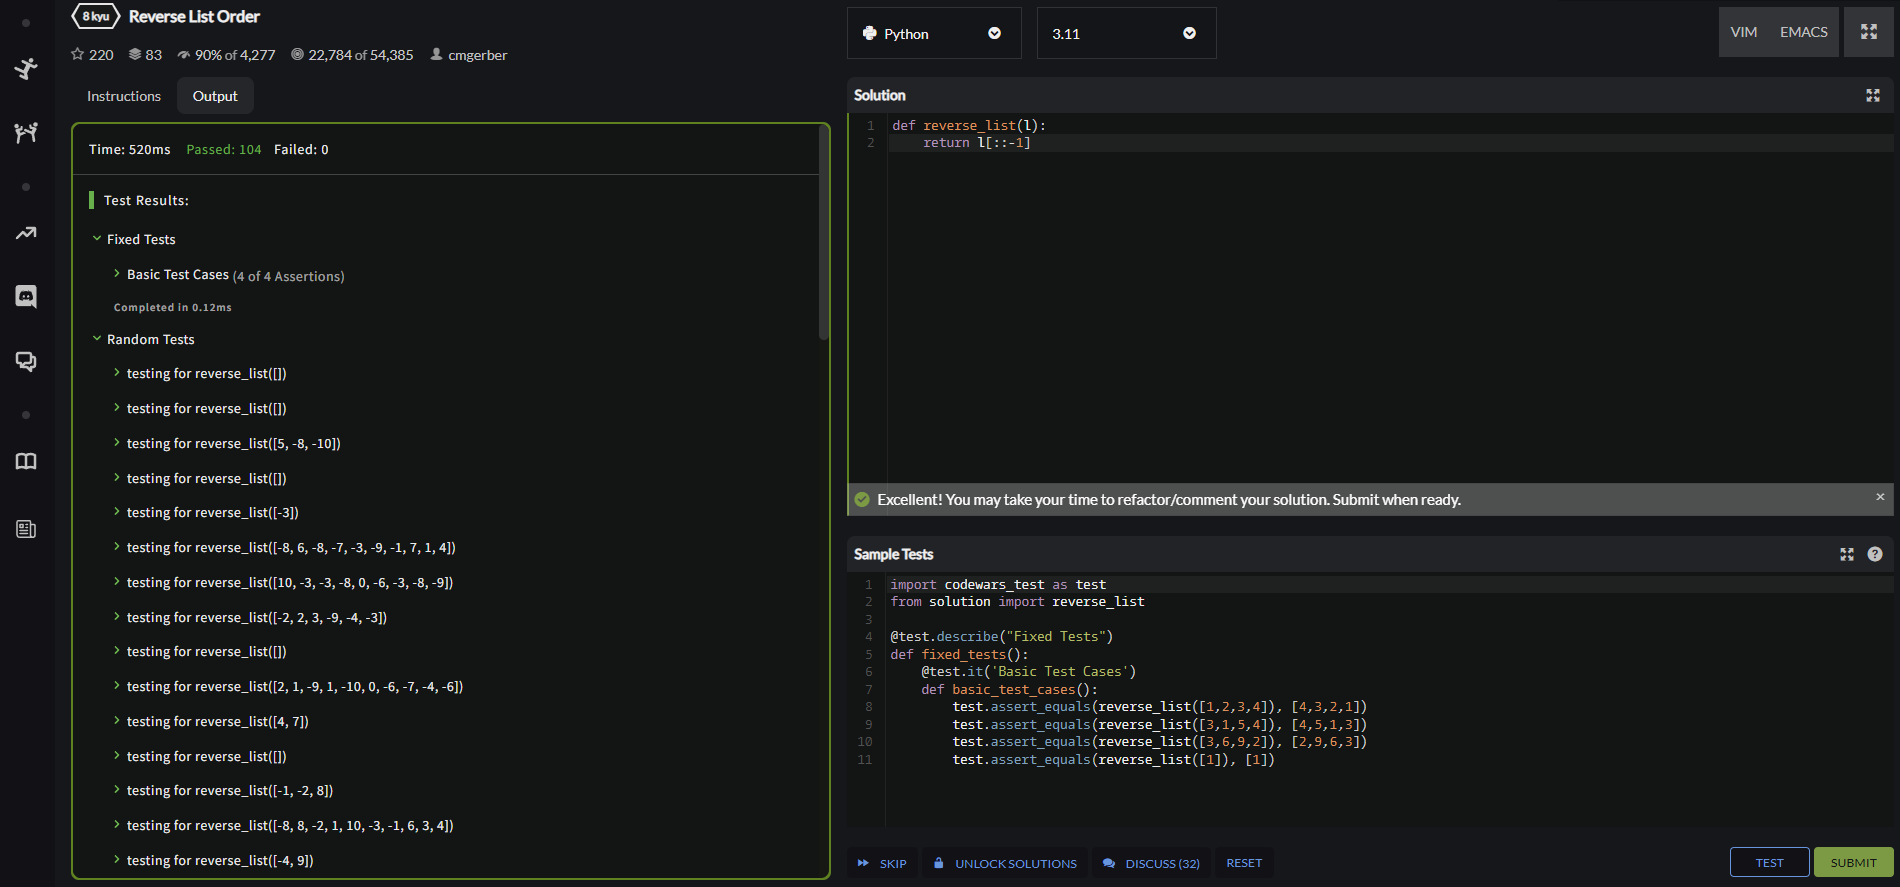 8 kyu Reverse List Order
220 83 90% of 4,277 22,784 of 54,385 cmgerber
Instructions Output
Time: 520ms Passed: 104 Failed: 0
Test Results:
Fixed Tests
Basic Test Cases (4 of 4 Assertions)
Completed in 0.12ms
Random Tests
testing for reverse_list([])
testing for reverse_list([])
testing for reverse_list([5, -8, -10])
testing for reverse_list([])
testing for reverse_list([-3])
testing for reverse_list([-8, 6, -8, -7, -3, -9, -1, 7, 1, 4])
testing for reverse_list([10, -3, -3, -8, 0, -6, -3, -8, -9])
testing for reverse_list([-2, 2, 3, -9, -4, -3])
testing for reverse_list([])
testing for reverse_list([2, 1, -9, 1, -10, 0, -6, -7, -4, -6])
testing for reverse_list([4, 7])
testing for reverse_list([])
testing for reverse_list([-1, -2, 8])
testing for reverse_list([-8, 8, -2, 1, 10, -3, -1, 6, 3, 4])
testing for reverse_list([-4, 9])
Python 3.11 VIM EMACS
Solution
1 def reverse_list(l):
2     return l[::-1]
Excellent! You may take your time to refactor/comment your solution. Submit when ready. ×
Sample Tests ?
1 import codewars_test as test
2 from solution import reverse_list
3
4 @test.describe("Fixed Tests")
5 def fixed_tests():
6     @test.it('Basic Test Cases')
7     def basic_test_cases():
8         test.assert_equals(reverse_list([1,2,3,4]), [4,3,2,1])
9         test.assert_equals(reverse_list([3,1,5,4]), [4,5,1,3])
10         test.assert_equals(reverse_list([3,6,9,2]), [2,9,6,3])
11         test.assert_equals(reverse_list([1]), [1])
SKIP UNLOCK SOLUTIONS DISCUSS (32) RESET TEST SUBMIT